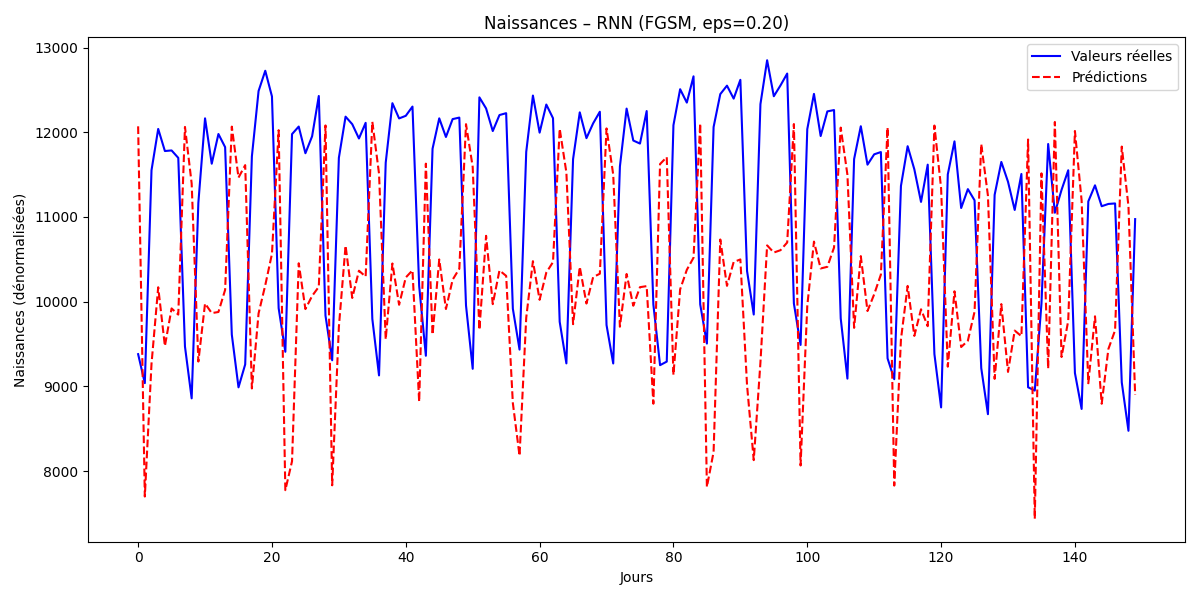 Naissances – RNN (FGSM, eps=0.20)
Valeurs réelles
Prédictions
Naissances (dénormalisées)
13000
12000
11000
10000
9000
8000
0 20 40 60 80 100 120 140
Jours